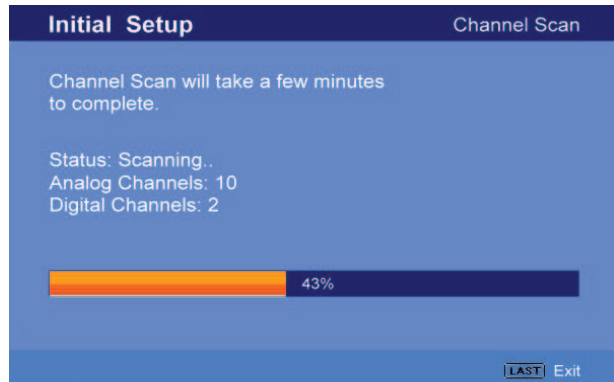 Initial Setup
Channel Scan
Channel Scan will take a few minutes
to complete.
Status: Scanning..
Analog Channels: 10
Digital Channels: 2
43%
LAST Exit